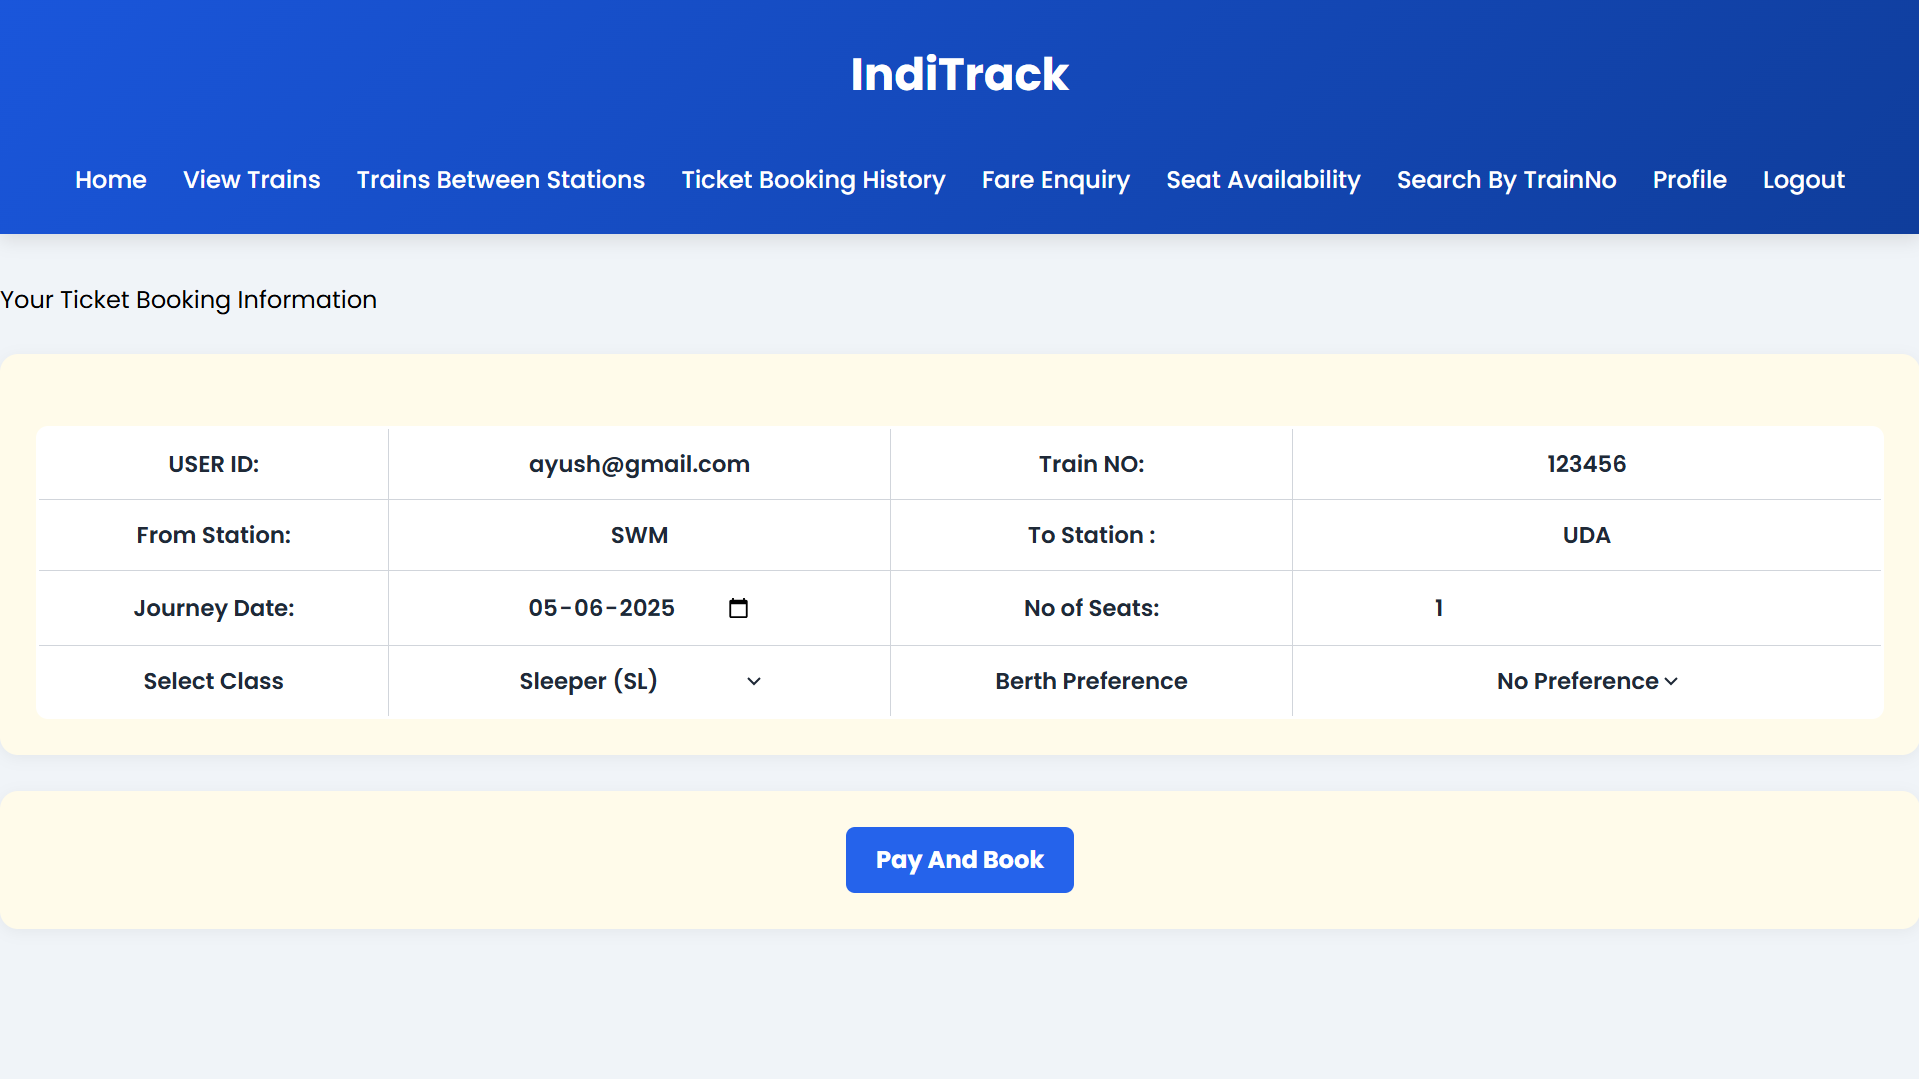 IndiTrack
Home View Trains Trains Between Stations Ticket Booking History Fare Enquiry Seat Availability Search By TrainNo Profile Logout
Your Ticket Booking Information
USER ID: ayush@gmail.com Train NO: 123456
From Station: SWM To Station : UDA
Journey Date: 05-06-2025 No of Seats: 1
Select Class Sleeper (SL) Berth Preference No Preference
Pay And Book